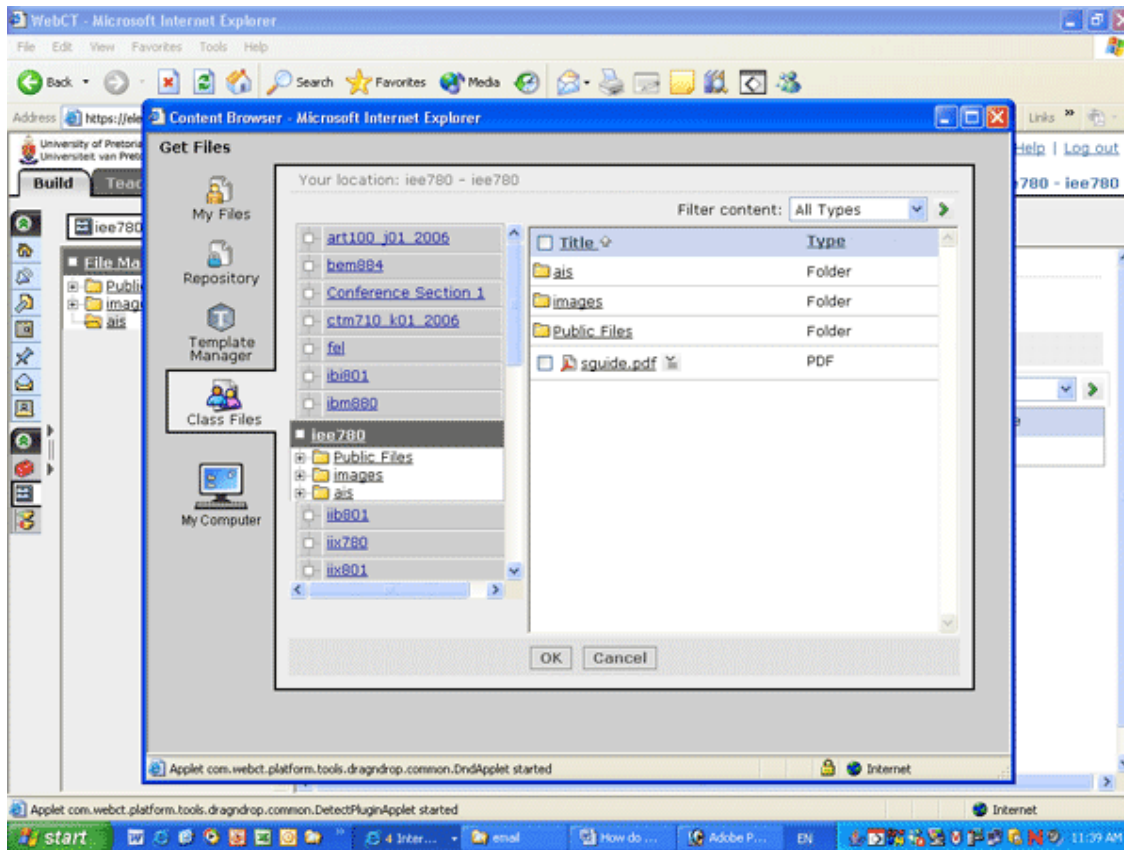 WebCT - Microsoft Internet Explorer
File Edit View Favorites Tools Help
Back Search Favorites Media
Address https://ele Links »
Content Browser - Microsoft Internet Explorer
University of Pretoria
Universiteit van Preto
Help | Log out
Get Files
Build Teac
780 - iee780
Your location: iee780 - iee780
Filter content: All Types
iee780
File Ma
Publi
imag
ais
My Files
Repository
Template
Manager
Class Files
My Computer
art100_j01_2006
bem884
Conference Section 1
ctm710_k01_2006
fel
ibi801
ibm880
iee780
Public Files
images
ais
iib801
iix780
iix801
Title Type
ais Folder
images Folder
Public Files Folder
sguide.pdf PDF
OK Cancel
Applet com.webct.platform.tools.dragndrop.common.DndApplet started Internet
Applet com.webct.platform.tools.dragndrop.common.DetectPluginApplet started Internet
start » 4 Inter... email How do ... Adobe P... EN 11:39 AM